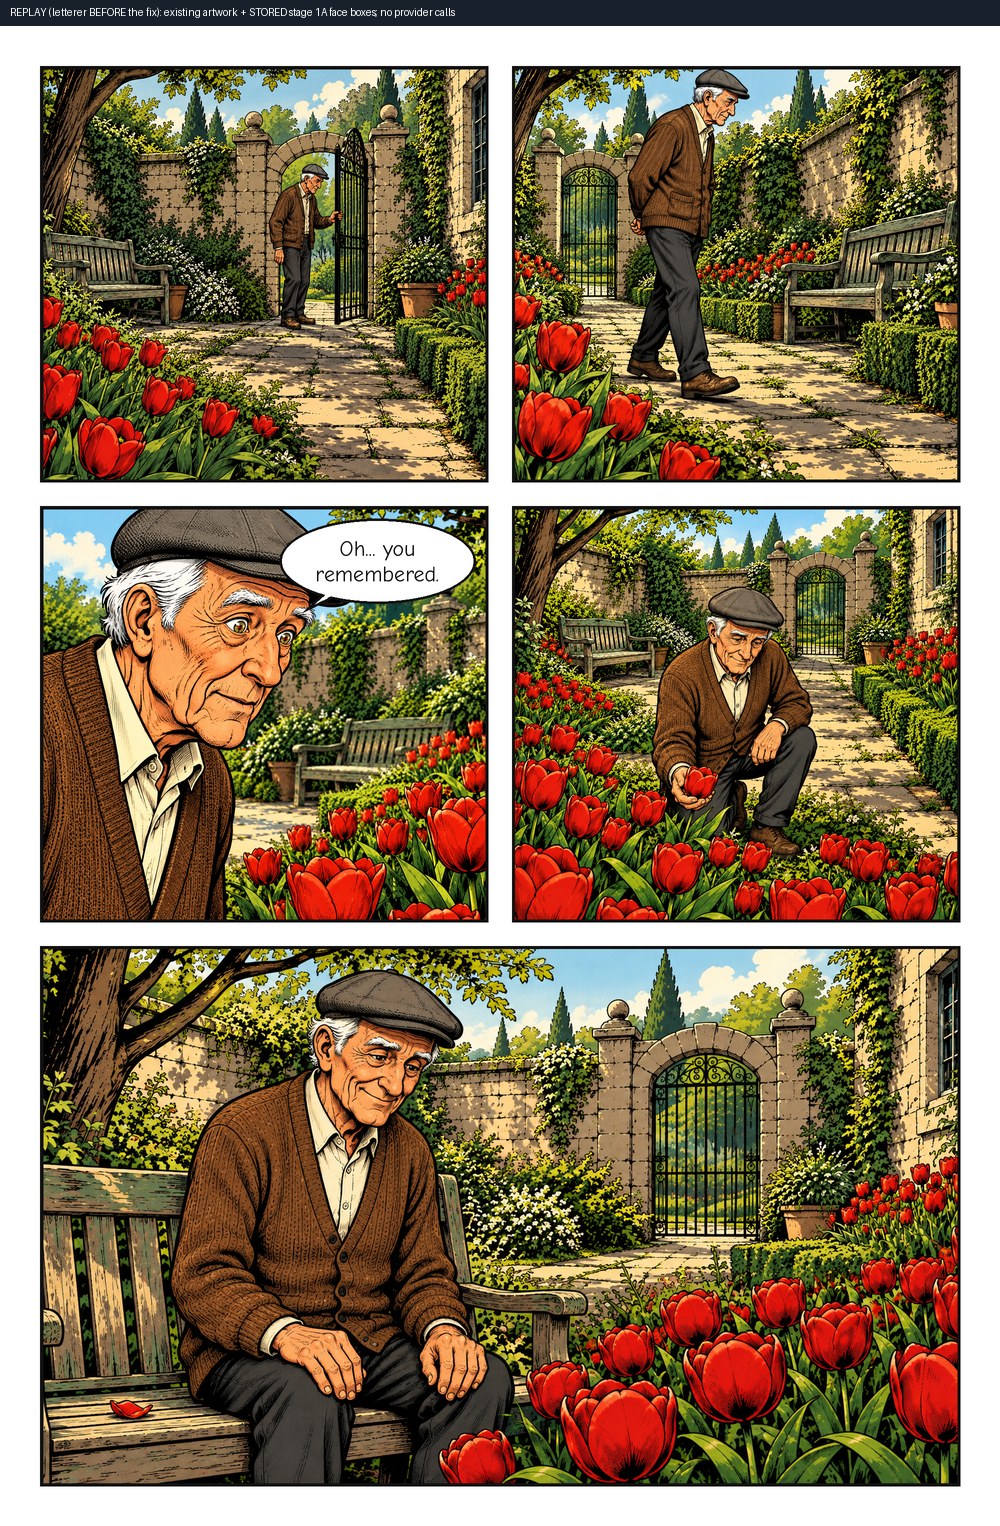 REPLAY (letterer BEFORE the fix): existing artwork + STORED stage 1A face boxes; no provider calls
Oh... you
remembered.